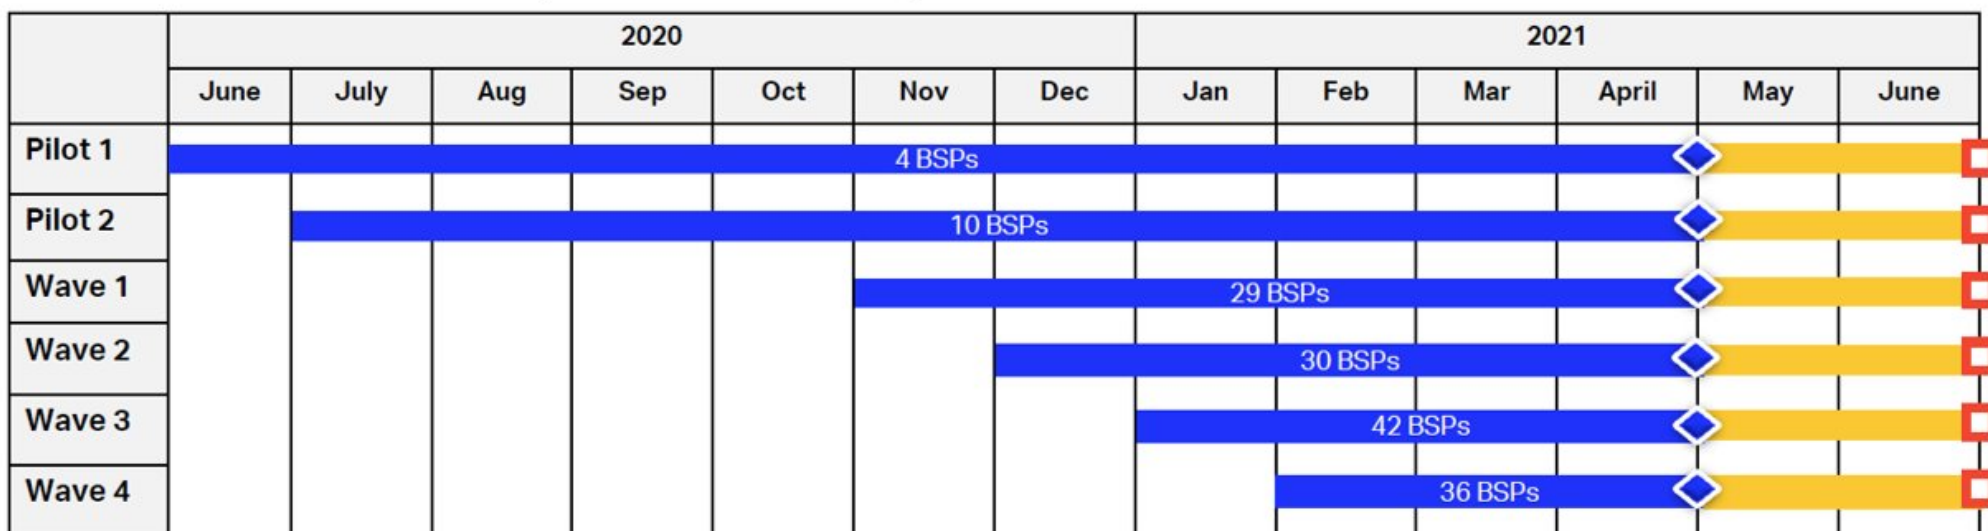 2020 2021
June July Aug Sep Oct Nov Dec Jan Feb Mar April May June
Pilot 1 4 BSPs
Pilot 2 10 BSPs
Wave 1 29 BSPs
Wave 2 30 BSPs
Wave 3 42 BSPs
Wave 4 36 BSPs